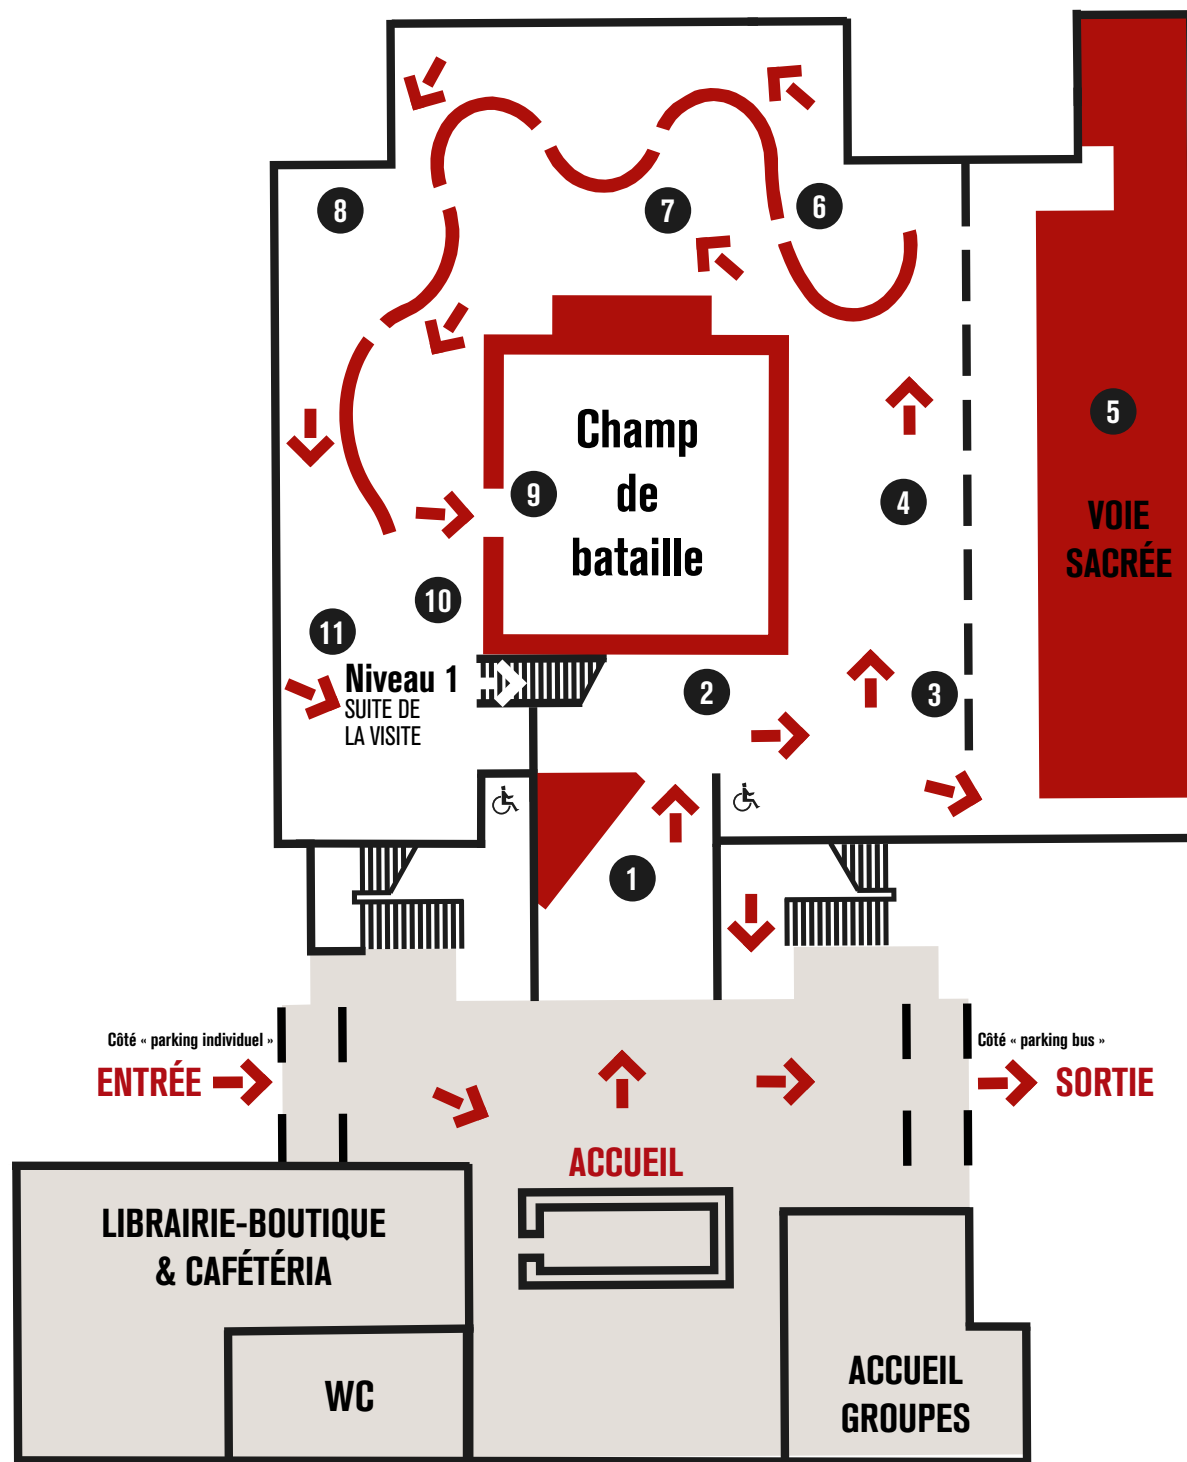 8
7
6
5
Champ
de
bataille
9
4
VOIE
SACRÉE
10
11
Niveau 1
SUITE DE
LA VISITE
2
3
1
Côté « parking individuel »
ENTRÉE
Côté « parking bus »
SORTIE
ACCUEIL
LIBRAIRIE-BOUTIQUE
& CAFÉTÉRIA
WC
ACCUEIL
GROUPES